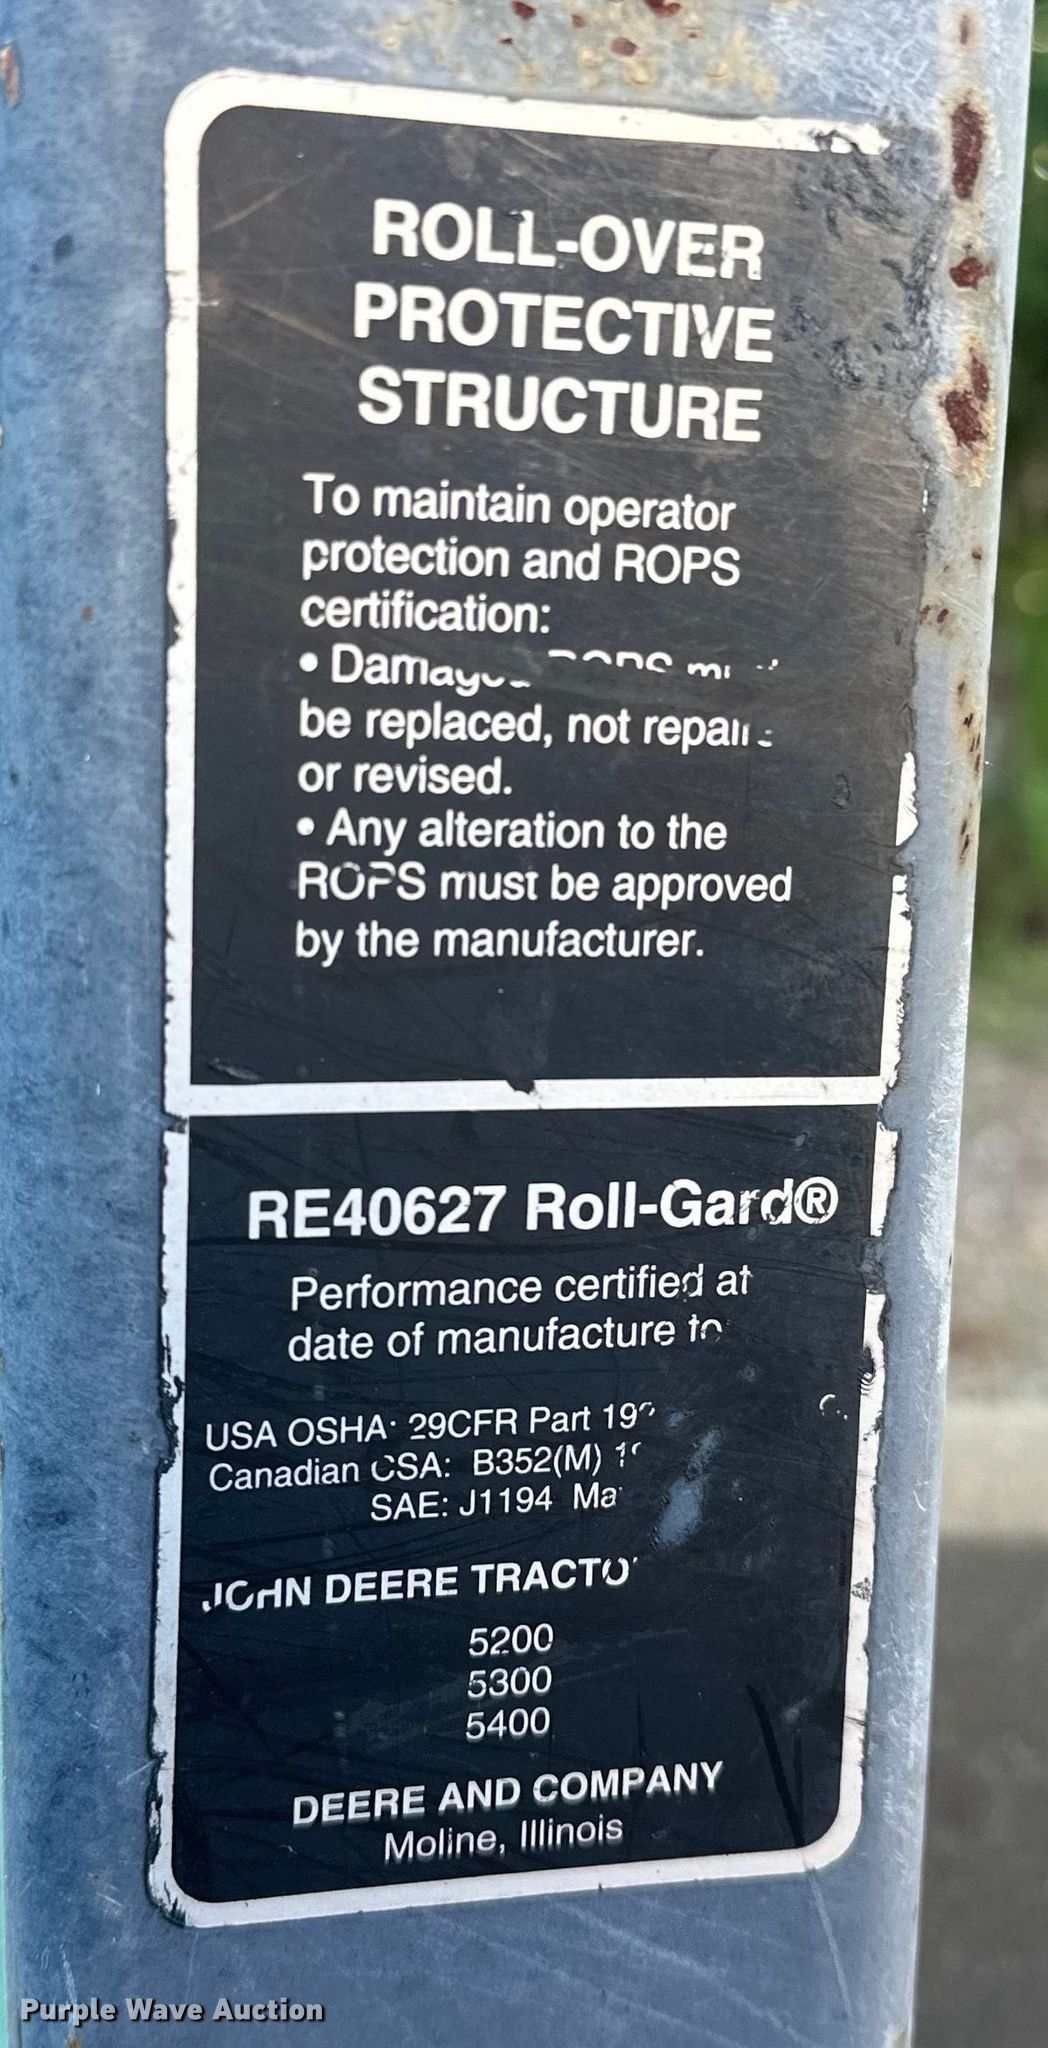 ROLL-OVER
PROTECTIVE
STRUCTURE
To maintain operator
protection and ROPS
certification:
• Damaged ROPS must
be replaced, not
or revised.
• Any alteration to the
ROPS must be approved
by the manufacturer.
RE40627 Roll-Gard®
Performance certified at
date of manufacture to
USA OSHA: 29CFR Part
Canadian CSA: B352(M)
SAE: J1194
JOHN DEERE
5200
5300
5400
DEERE AND COMPANY
Moline, Illinois
Purple Wave Auction